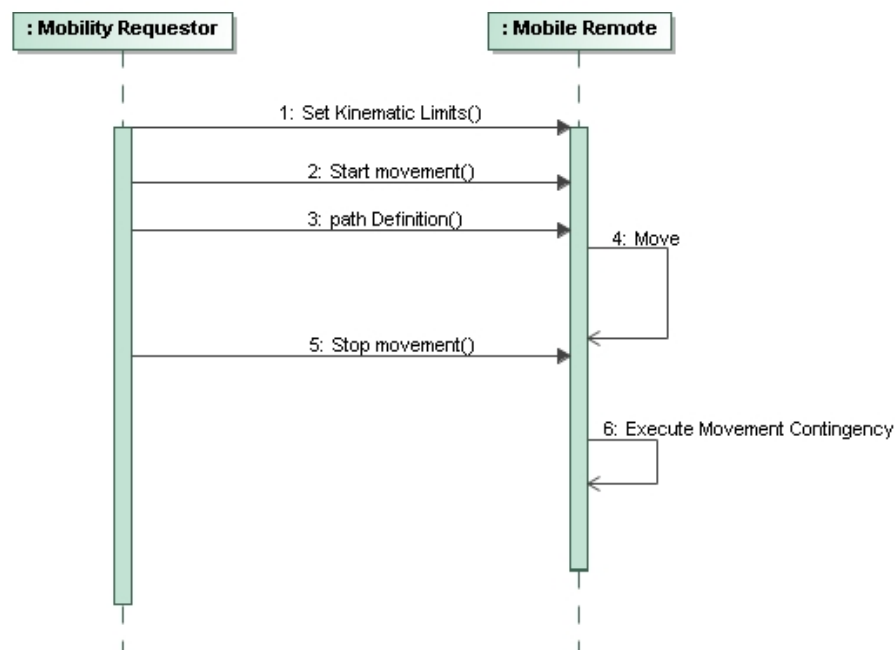 : Mobility Requestor
: Mobile Remote
1: Set Kinematic Limits()
2: Start movement()
3: path Definition()
4: Move
5: Stop movement()
6: Execute Movement Contingency